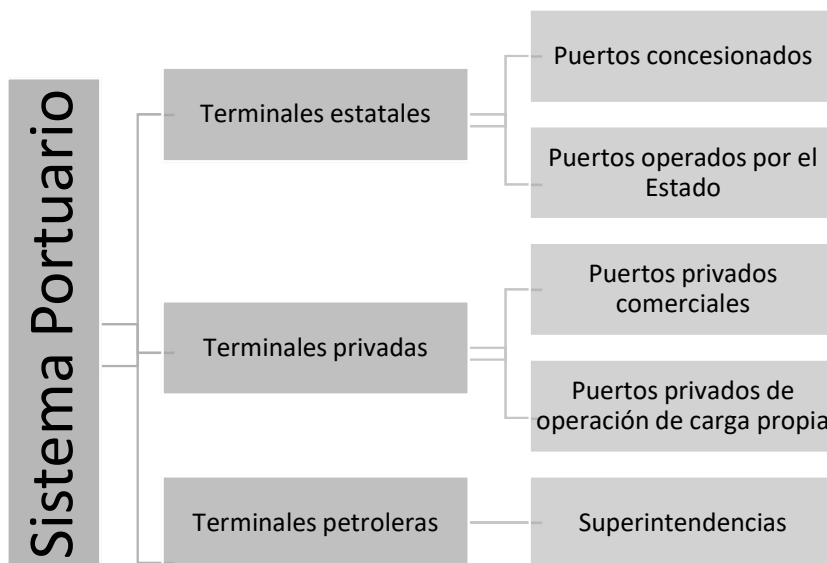 Sistema Portuario
Terminales estatales
Puertos concesionados
Puertos operados por el
Estado
Terminales privadas
Puertos privados
comerciales
Puertos privados de
operación de carga propia
Terminales petroleras
Superintendencias